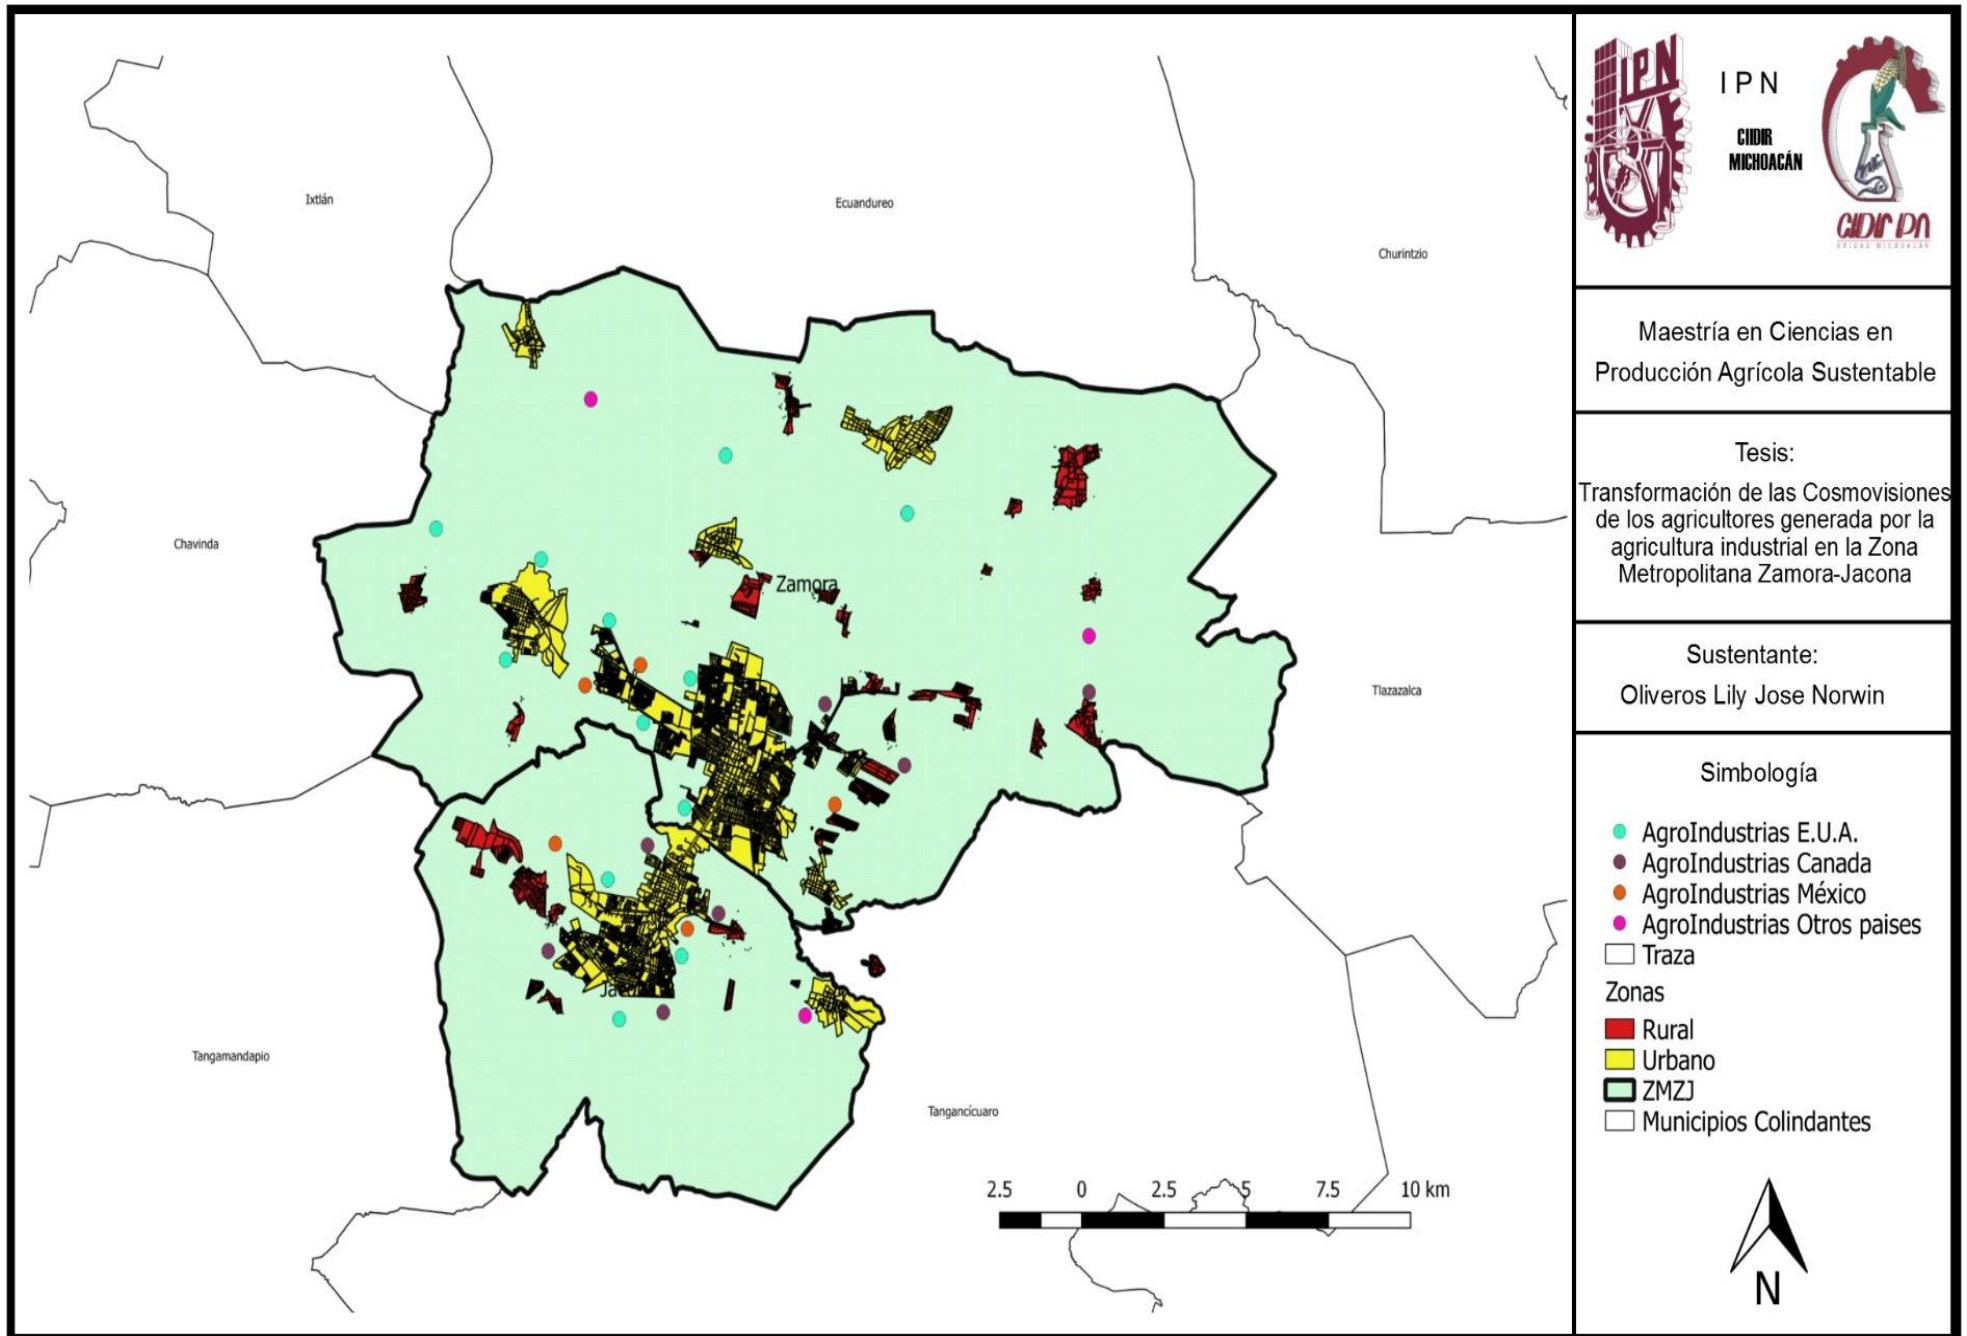 Ixtlán
Ecuandureo
Churintzio
Chavinda
Zamora
Tlazazalca
Tangamandapio
Tangancícuaro
2.5 0 2.5 5 7.5 10 km
IPN
I P N
CIIDIR
MICHOACÁN
CIIDIR IPN
UNIDAD MICHOACÁN
Maestría en Ciencias en
Producción Agrícola Sustentable
Tesis:
Transformación de las Cosmovisiones
de los agricultores generada por la
agricultura industrial en la Zona
Metropolitana Zamora-Jacona
Sustentante:
Oliveros Lily Jose Norwin
Simbología
AgroIndustrias E.U.A.
AgroIndustrias Canada
AgroIndustrias México
AgroIndustrias Otros paises
Traza
Zonas
Rural
Urbano
ZMZJ
Municipios Colindantes
N